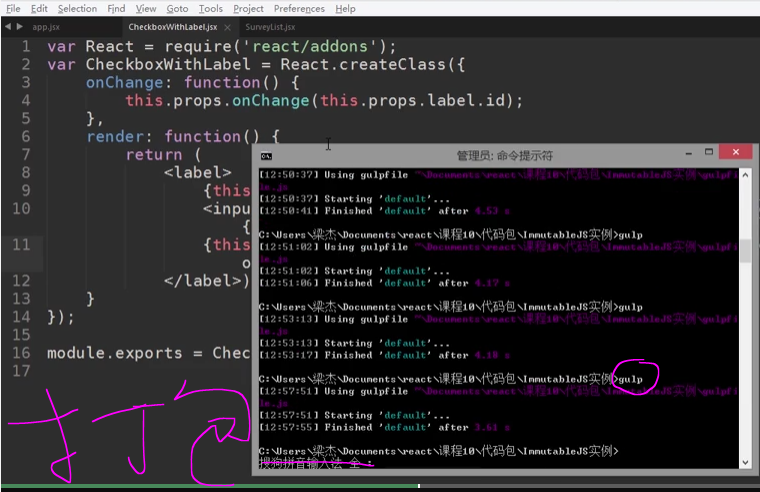 File Edit Selection Find View Goto Tools Project Preferences Help
app.jsx CheckboxWithLabel.jsx SurveyList.jsx
1 var React = require('react/addons');
2 var CheckboxWithLabel = React.createClass({
3 onChange: function() {
4 this.props.onChange(this.props.label.id);
5 },
6 render: function() {
7 return (
8 <label>
9 {this
10 <input
{
11 {this
o
12 </label>)
13 }
14 });
15
16 module.exports = Chec
17
管理员: 命令提示符
[12:50:37] Using gulpfile ~\Documents\react\课程10\代码包\ImmutableJS实例\gulpfi
le.js
[12:50:37] Starting 'default'...
[12:50:41] Finished 'default' after 4.53 s
C:\Users\梁杰\Documents\react\课程10\代码包\ImmutableJS实例>gulp
[12:51:02] Using gulpfile ~\Documents\react\课程10\代码包\ImmutableJS实例\gulpfi
le.js
[12:51:02] Starting 'default'...
[12:51:06] Finished 'default' after 4.17 s
C:\Users\梁杰\Documents\react\课程10\代码包\ImmutableJS实例>gulp
[12:53:13] Using gulpfile ~\Documents\react\课程10\代码包\ImmutableJS实例\gulpfi
le.js
[12:53:13] Starting 'default'...
[12:53:17] Finished 'default' after 4.18 s
C:\Users\梁杰\Documents\react\课程10\代码包\ImmutableJS实例>gulp
[12:57:51] Using gulpfile ~\Documents\react\课程10\代码包\ImmutableJS实例\gulpfi
le.js
[12:57:51] Starting 'default'...
[12:57:55] Finished 'default' after 3.61 s
C:\Users\梁杰\Documents\react\课程10\代码包\ImmutableJS实例>
搜狗拼音输入法 全 :